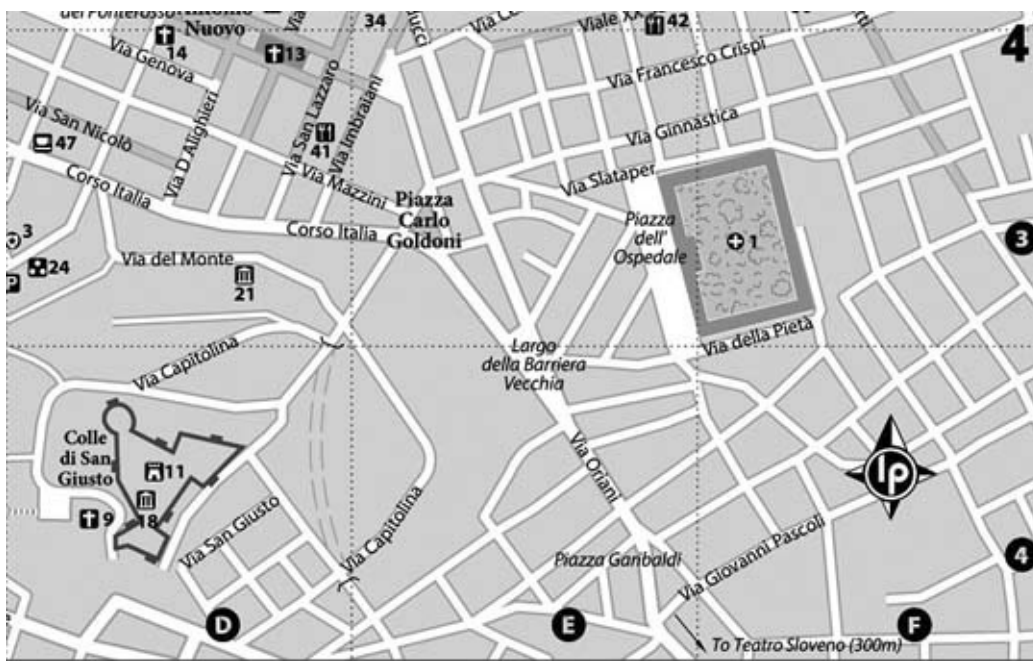 34
42
4
Nuovo
14
13
Via Genova
Via Francesco Crispi
Via San Nicolò
Via D Alighieri
Via San Lazzaro
Via Imbraiani
41
Via Ginnastica
47
Via Mazzini
Via Slataper
Corso Italia
Piazza
Carlo
Goldoni
Corso Italia
Piazza
dell'
Ospedale
1
3
3
24
P
Via del Monte
21
Via Capitolina
Largo
della Barriera
Vecchia
Via della Pietà
Colle
di San
Giusto
11
18
9
Via San Giusto
Via Capitolina
Via Oriani
lp
Piazza Garibaldi
Via Giovanni Pascoli
4
D
E
F
To Teatro Sloveno (300m)